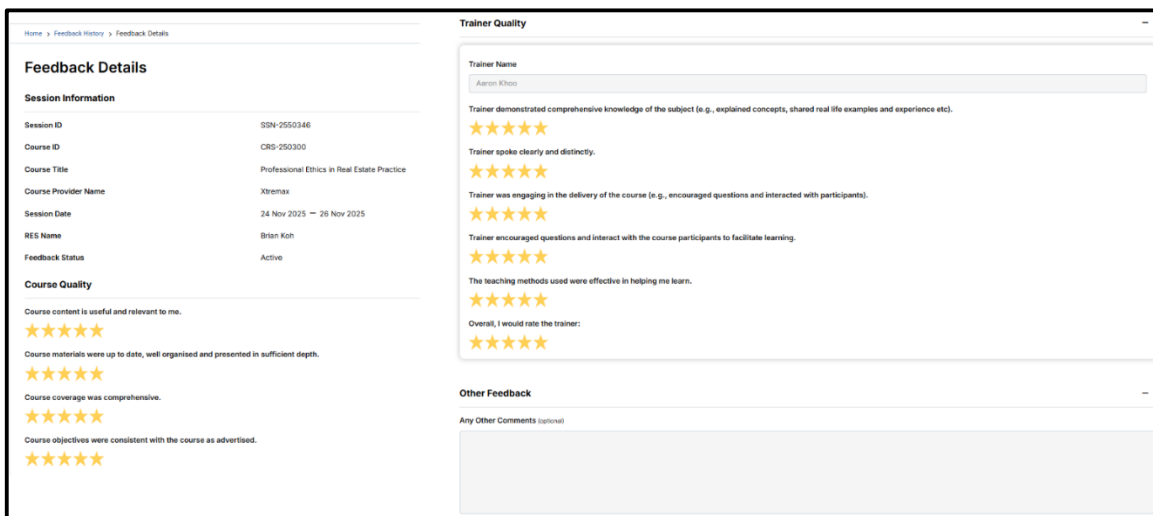 Home > Feedback History > Feedback Details
Feedback Details
Session Information
Session ID SSN-2550346
Course ID CRS-250300
Course Title Professional Ethics in Real Estate Practice
Course Provider Name Xtremax
Session Date 24 Nov 2025 — 26 Nov 2025
RES Name Brian Koh
Feedback Status Active
Course Quality
Course content is useful and relevant to me.
Course materials were up to date, well organised and presented in sufficient depth.
Course coverage was comprehensive.
Course objectives were consistent with the course as advertised.
Trainer Quality
Trainer Name
Aaron Khoo
Trainer demonstrated comprehensive knowledge of the subject (e.g., explained concepts, shared real life examples and experience etc).
Trainer spoke clearly and distinctly.
Trainer was engaging in the delivery of the course (e.g., encouraged questions and interacted with participants).
Trainer encouraged questions and interact with the course participants to facilitate learning.
The teaching methods used were effective in helping me learn.
Overall, I would rate the trainer:
Other Feedback
Any Other Comments (optional)